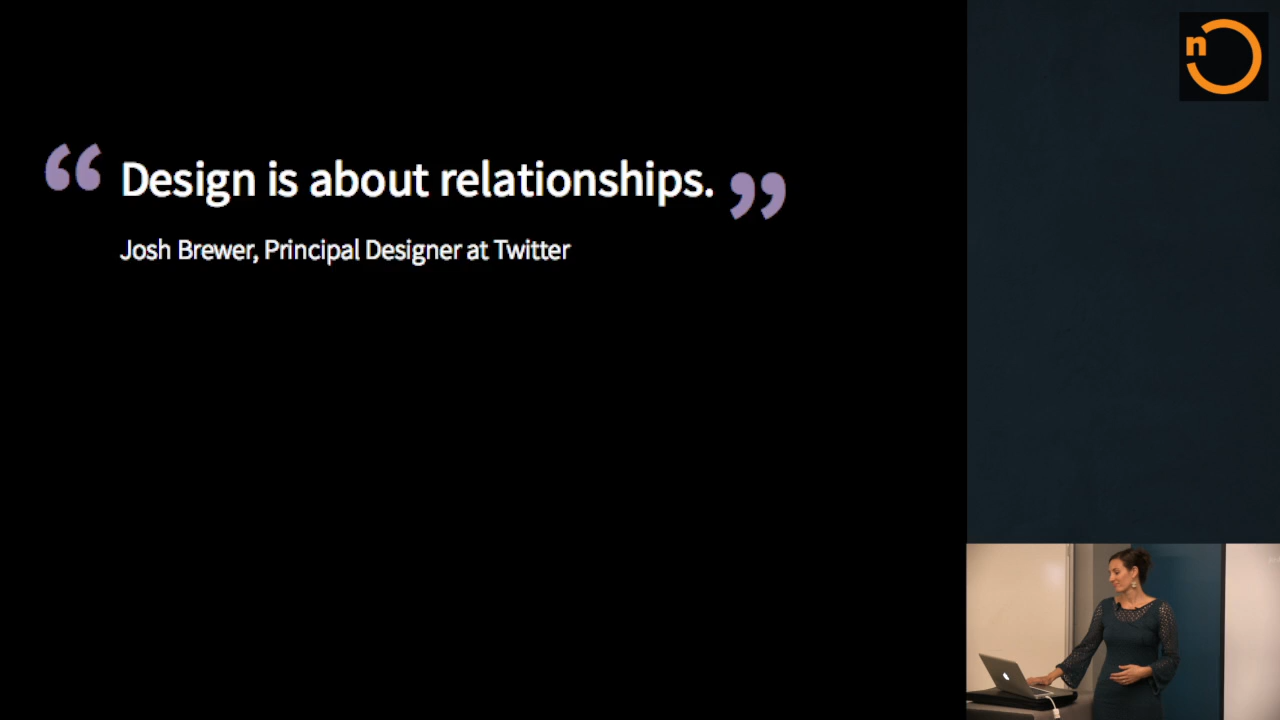 “ Design is about relationships. ”
Josh Brewer, Principal Designer at Twitter
n